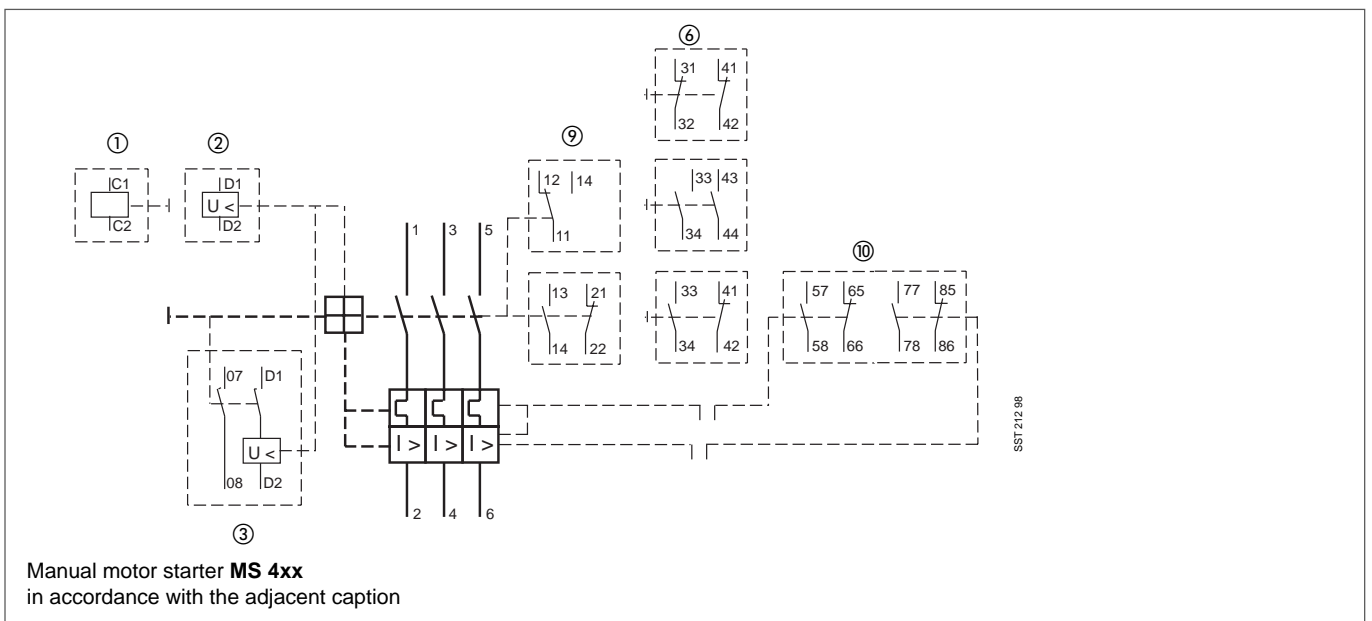 ⑥
31 41
32 42
① ② ⑨
C1 D1 12 14 33 43
U <
C2 D2 11 34 44
1 3 5
⑩
13 21 33 41 57 65 77 85
14 22 34 42 58 66 78 86
07 D1
I > I > I >
U <
08 D2
2 4 6
③
SST 212 98
Manual motor starter MS 4xx
in accordance with the adjacent caption